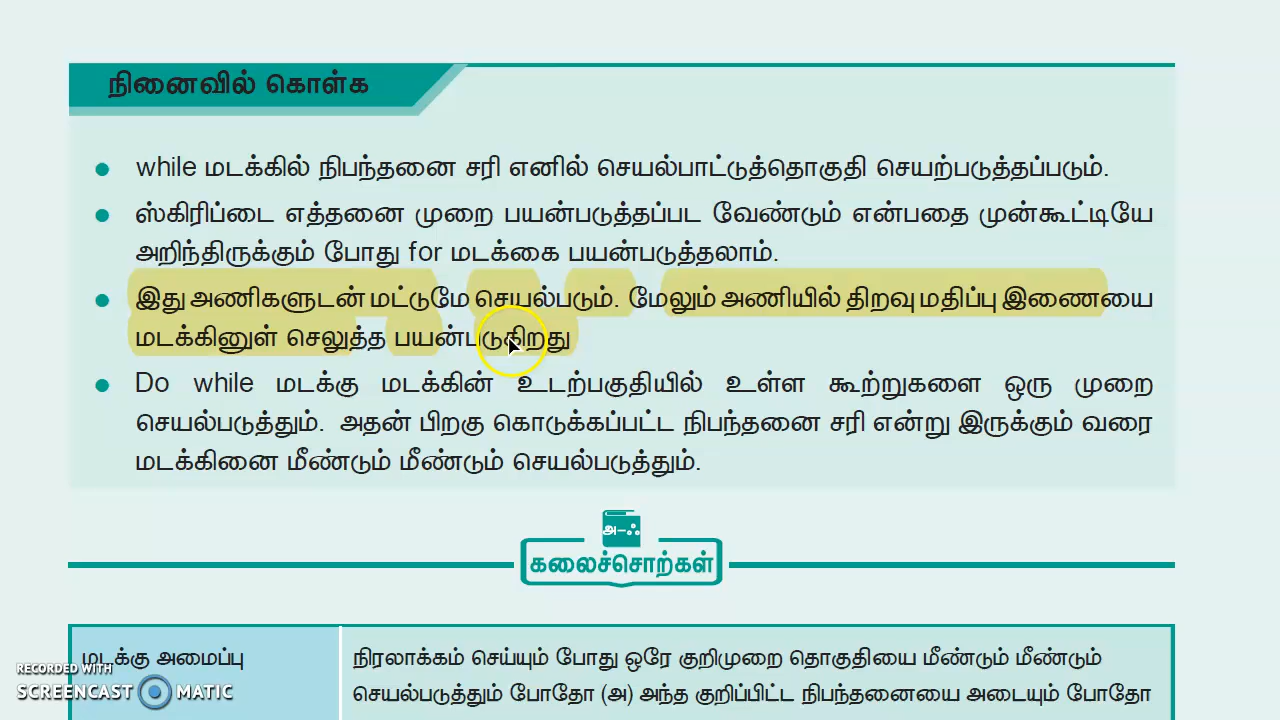 நினைவில் கொள்க
● while மடக்கில் நிபந்தனை சரி எனில் செயல்பாட்டுத்தொகுதி செயற்படுத்தப்படும்.
● ஸ்கிரிப்டை எத்தனை முறை பயன்படுத்தப்பட வேண்டும் என்பதை முன்கூட்டியே
அறிந்திருக்கும் போது for மடக்கை பயன்படுத்தலாம்.
● இது அணிகளுடன் மட்டுமே செயல்படும். மேலும் அணியில் திறவு மதிப்பு இணையை
மடக்கினுள் செலுத்த பயன்படுகிறது
● Do while மடக்கு மடக்கின் உடற்பகுதியில் உள்ள கூற்றுகளை ஒரு முறை
செயல்படுத்தும். அதன் பிறகு கொடுக்கப்பட்ட நிபந்தனை சரி என்று இருக்கும் வரை
மடக்கினை மீண்டும் மீண்டும் செயல்படுத்தும்.
அ–ஃ
கலைச்சொற்கள்
மடக்கு அமைப்பு
நிரலாக்கம் செய்யும் போது ஒரே குறிமுறை தொகுதியை மீண்டும் மீண்டும்
செயல்படுத்தும் போதோ (அ) அந்த குறிப்பிட்ட நிபந்தனையை அடையும் போதோ
RECORDED WITH
SCREENCAST MATIC